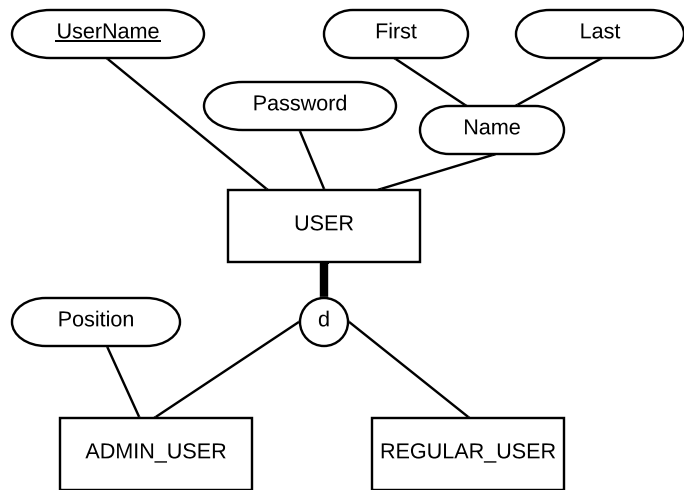 UserName
First
Last
Password
Name
USER
Position
d
ADMIN_USER
REGULAR_USER